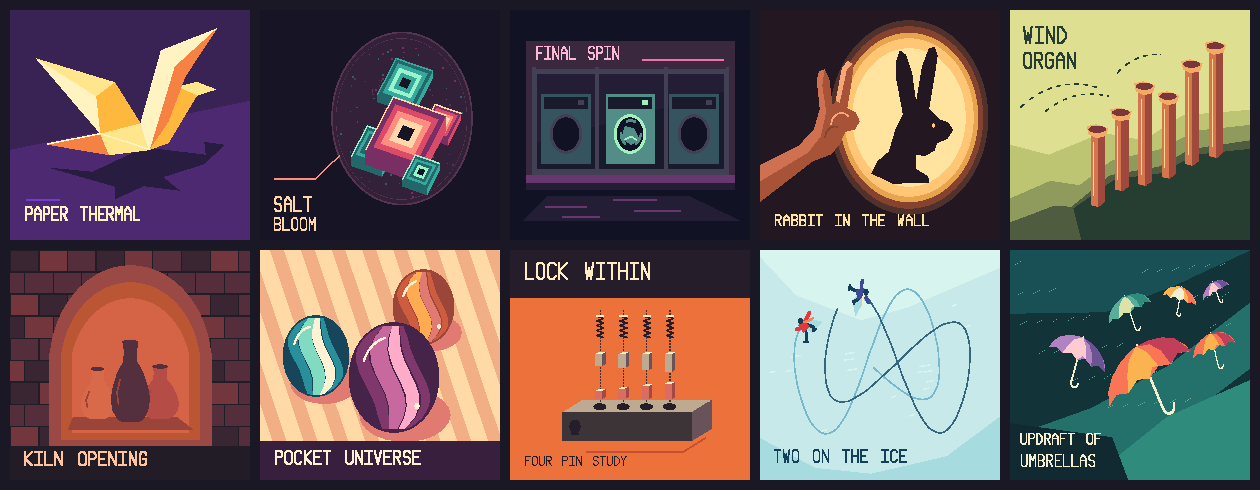 PAPER THERMAL
SALT
BLOOM
FINAL SPIN
RABBIT IN THE WALL
WIND
ORGAN
KILN OPENING
POCKET UNIVERSE
LOCK WITHIN
FOUR PIN STUDY
TWO ON THE ICE
UPDRAFT OF
UMBRELLAS